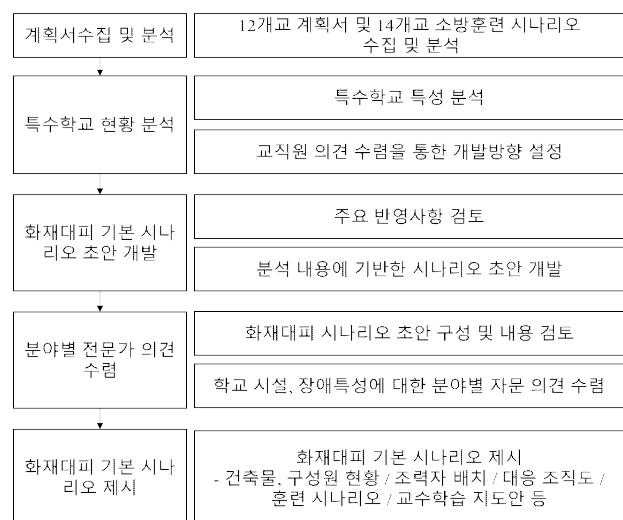 계획서수집 및 분석
12개교 계획서 및 14개교 소방훈련 시나리오
수집 및 분석
특수학교 현황 분석
특수학교 특성 분석
교직원 의견 수렴을 통한 개발방향 설정
화재대피 기본 시나
리오 초안 개발
주요 반영사항 검토
분석 내용에 기반한 시나리오 초안 개발
분야별 전문가 의견
수렴
화재대피 시나리오 초안 구성 및 내용 검토
학교 시설, 장애특성에 대한 분야별 자문 의견 수렴
화재대피 기본 시나
리오 제시
화재대피 기본 시나리오 제시
- 건축물, 구성원 현황 / 조력자 배치 / 대응 조직도 /
훈련 시나리오 / 교수학습 지도안 등